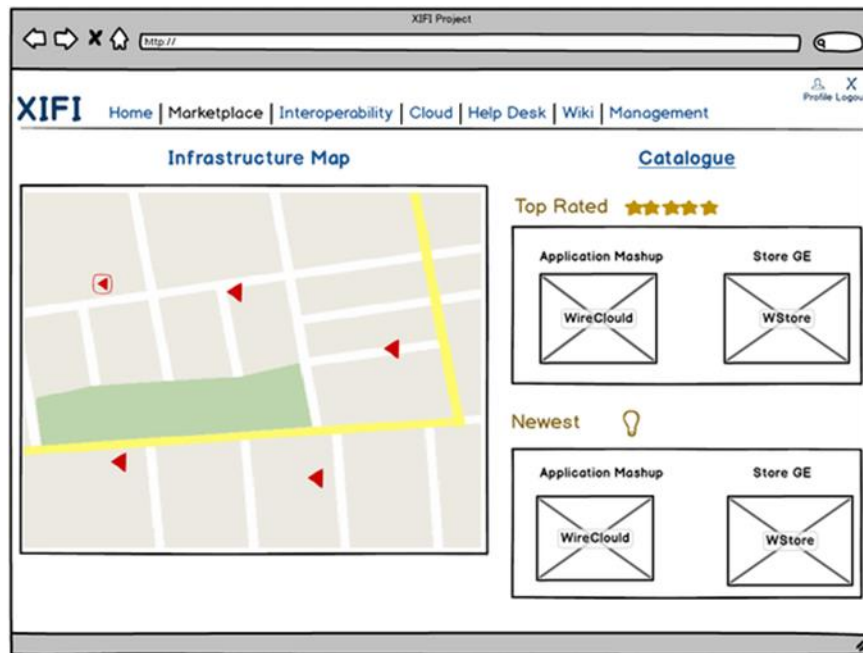 XIFI Project
http://
Profile Logou
XIFI Home Marketplace Interoperability Cloud Help Desk Wiki Management
Infrastructure Map
Catalogue
Top Rated
Application Mashup Store GE
WireClould WStore
Newest
Application Mashup Store GE
WireClould WStore